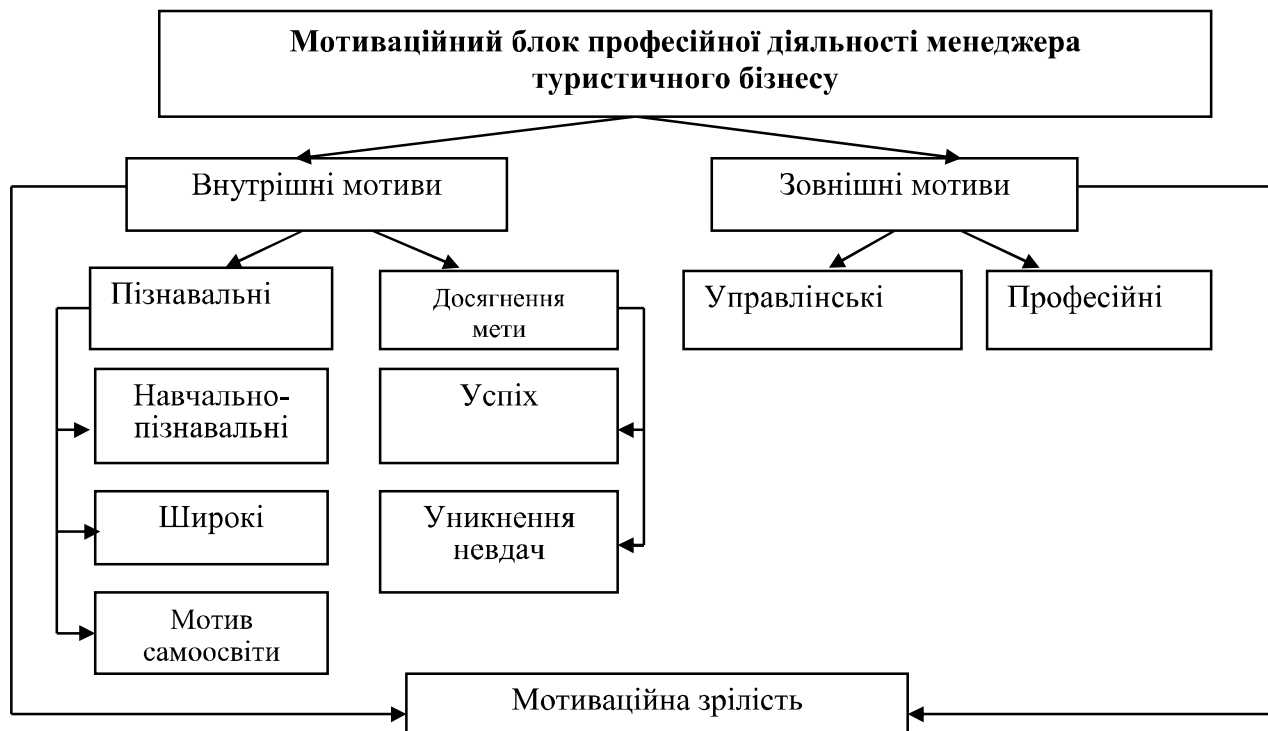 Мотиваційний блок професійної діяльності менеджера
туристичного бізнесу
Внутрішні мотиви
Зовнішні мотиви
Пізнавальні
Досягнення
мети
Управлінські
Професійні
Навчально-
пізнавальні
Успіх
Широкі
Уникнення
невдач
Мотив
самоосвіти
Мотиваційна зрілість